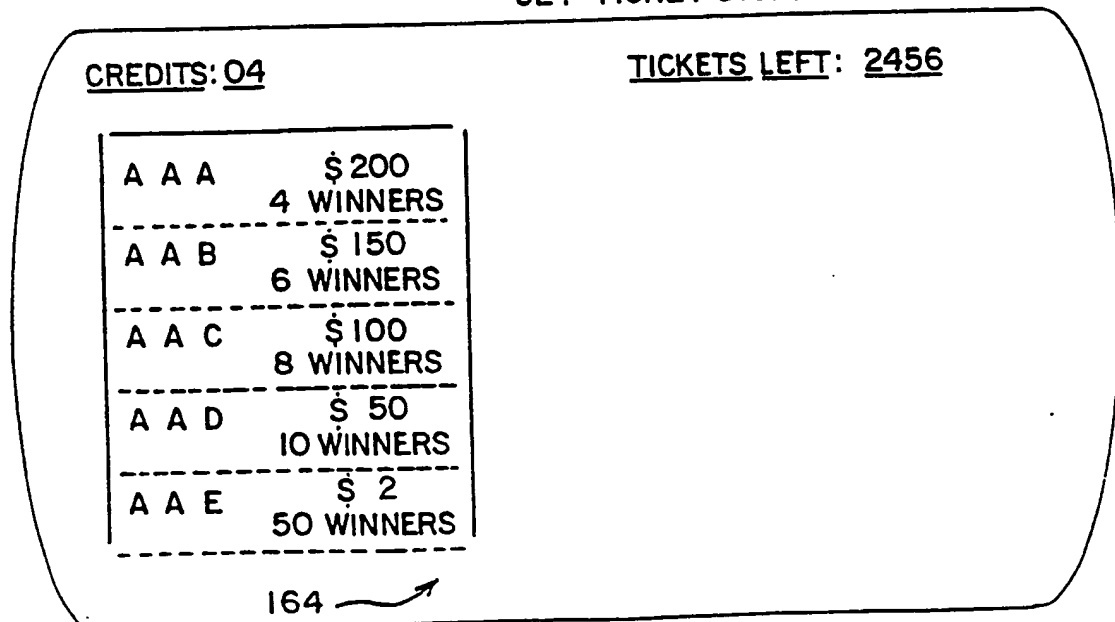 CREDITS: 04 TICKETS LEFT: 2456
A A A $200
4 WINNERS
A A B $150
6 WINNERS
A A C $100
8 WINNERS
A A D $ 50
10 WINNERS
A A E $ 2
50 WINNERS
164